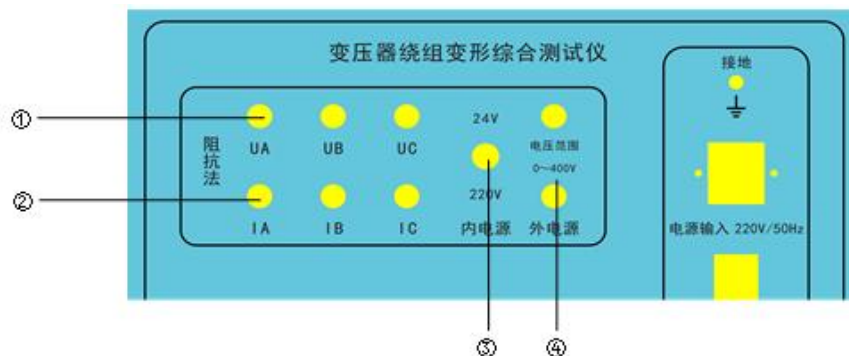 变压器绕组变形综合测试仪
接地
①
阻抗法
UA UB UC
24V
电压范围
0～400V
②
220V
IA IB IC 内电源 外电源
电源输入 220V/50Hz
③ ④